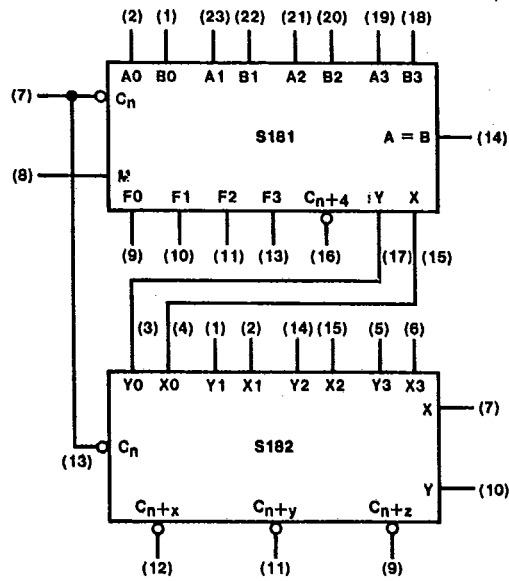 (2) (1) (23) (22) (21) (20) (19) (18)
A0 B0 A1 B1 A2 B2 A3 B3
(7) Cn
S181 A = B (14)
(8) M
F0 F1 F2 F3 Cn+4 Y X
(9) (10) (11) (13) (16) (17) (15)
(3) (4) (1) (2) (14) (15) (5) (6)
Y0 X0 Y1 X1 Y2 X2 Y3 X3
X (7)
Cn S182
(13)
Y (10)
Cn+x Cn+y Cn+z
(12) (11) (9)